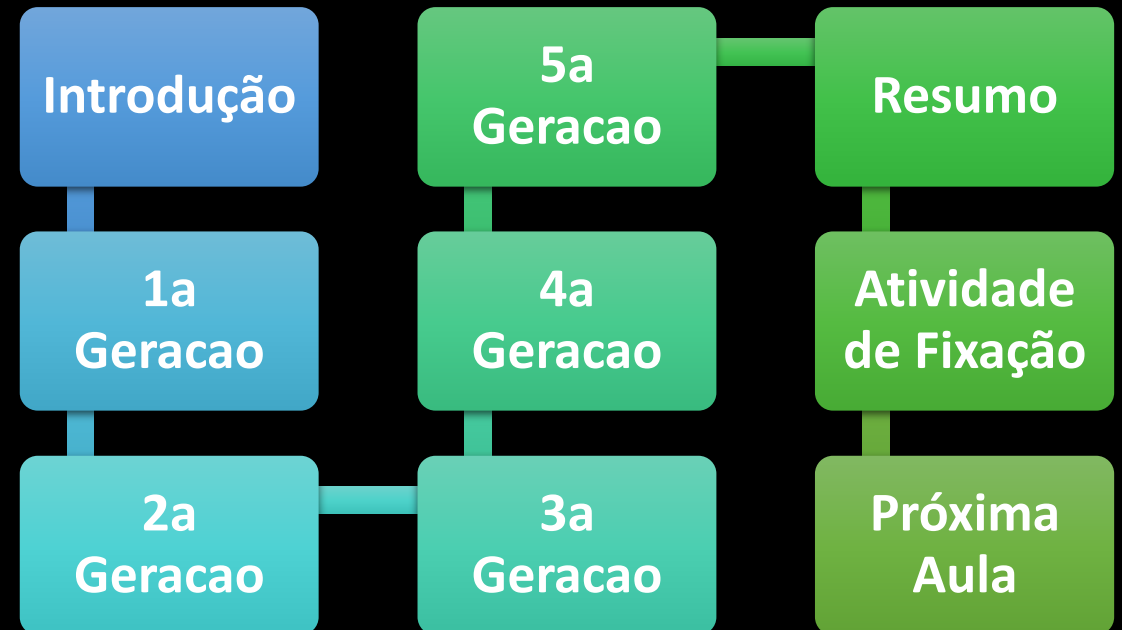 Introdução
1a
Geracao
2a
Geracao
3a
Geracao
4a
Geracao
5a
Geracao
Resumo
Atividade
de Fixação
Próxima
Aula